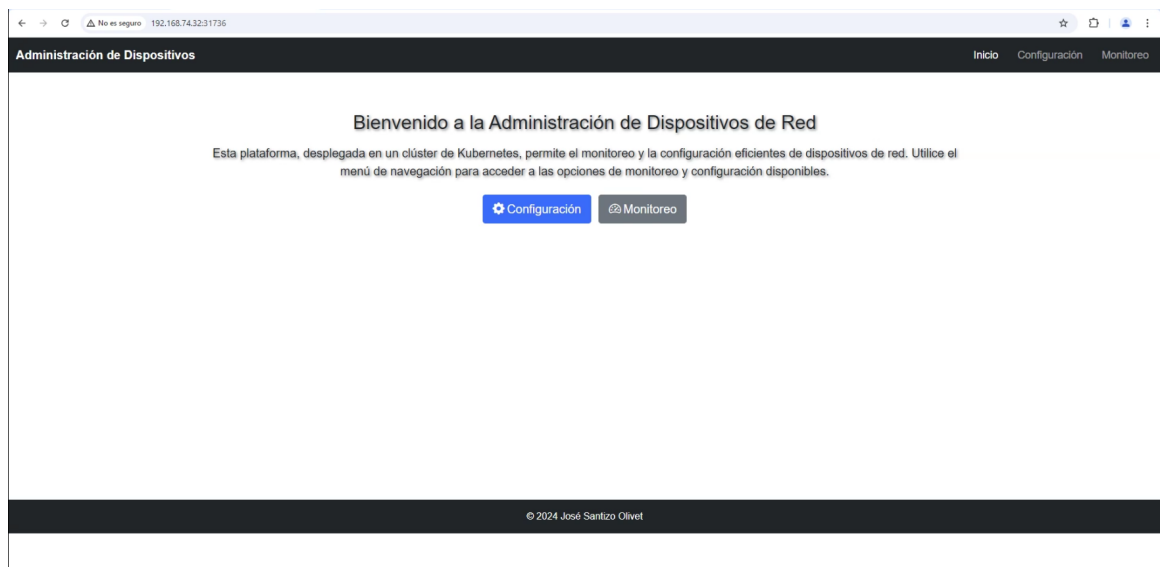 No es seguro 192.168.74.32:31736
Administración de Dispositivos
Inicio Configuración Monitoreo
Bienvenido a la Administración de Dispositivos de Red
Esta plataforma, desplegada en un clúster de Kubernetes, permite el monitoreo y la configuración eficientes de dispositivos de red. Utilice el
menú de navegación para acceder a las opciones de monitoreo y configuración disponibles.
Configuración Monitoreo
© 2024 José Santizo Olivet